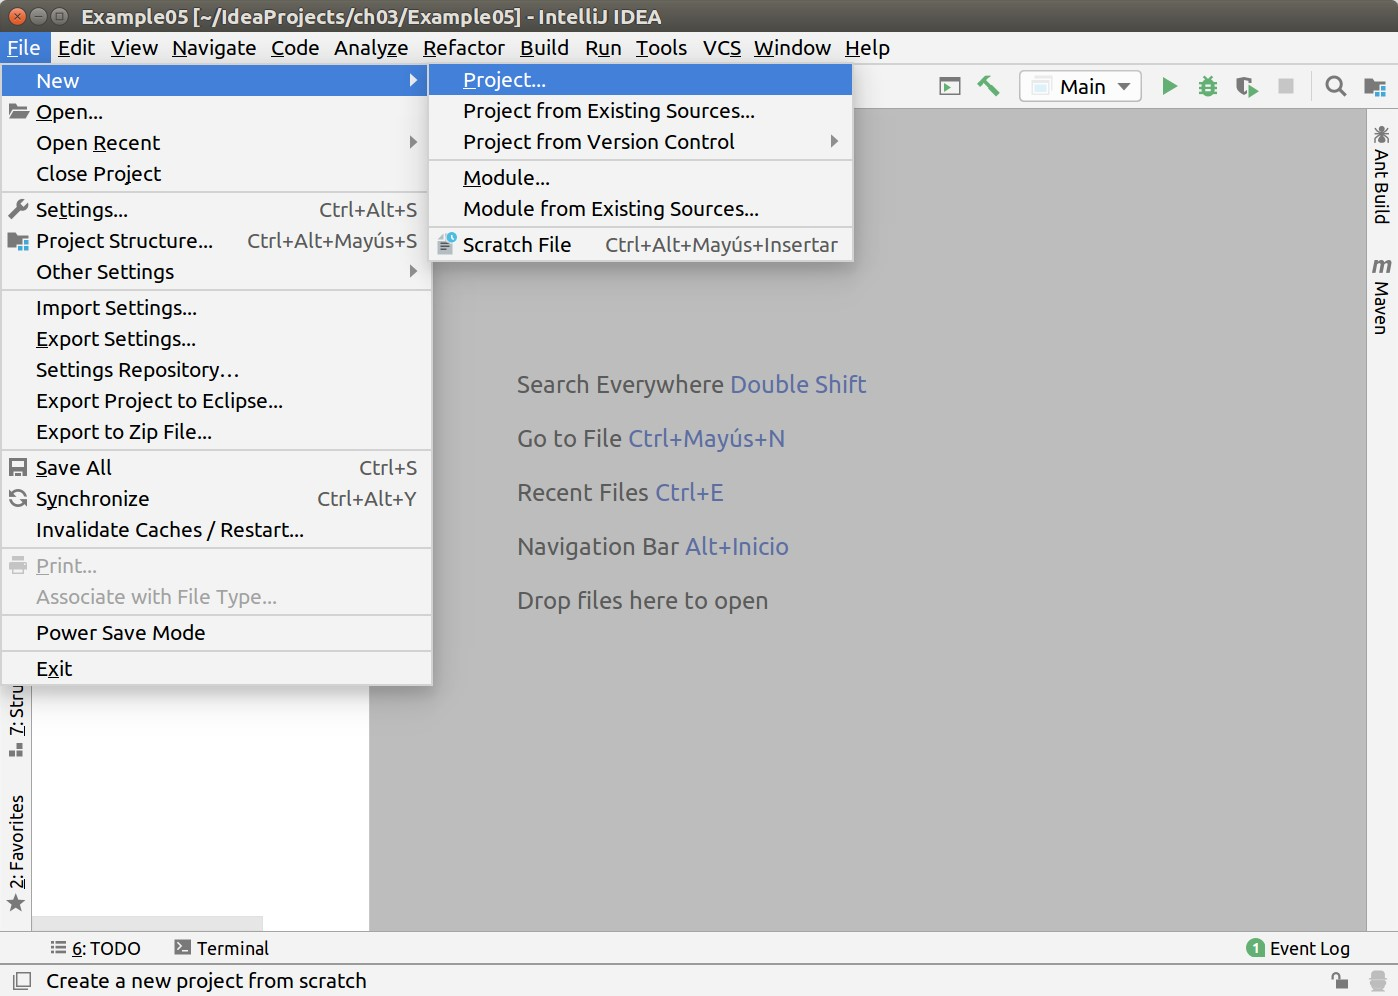 Example05 [~/IdeaProjects/ch03/Example05] - IntelliJ IDEA
File Edit View Navigate Code Analyze Refactor Build Run Tools VCS Window Help
Main
New
Open...
Open Recent
Close Project
Settings... Ctrl+Alt+S
Project Structure... Ctrl+Alt+Mayús+S
Other Settings
Import Settings...
Export Settings...
Settings Repository...
Export Project to Eclipse...
Export to Zip File...
Save All Ctrl+S
Synchronize Ctrl+Alt+Y
Invalidate Caches / Restart...
Print...
Associate with File Type...
Power Save Mode
Exit
Project...
Project from Existing Sources...
Project from Version Control
Module...
Module from Existing Sources...
Scratch File Ctrl+Alt+Mayús+Insertar
Search Everywhere Double Shift
Go to File Ctrl+Mayús+N
Recent Files Ctrl+E
Navigation Bar Alt+Inicio
Drop files here to open
Ant Build
m Maven
7: Stru
2: Favorites
6: TODO
Terminal
1 Event Log
Create a new project from scratch